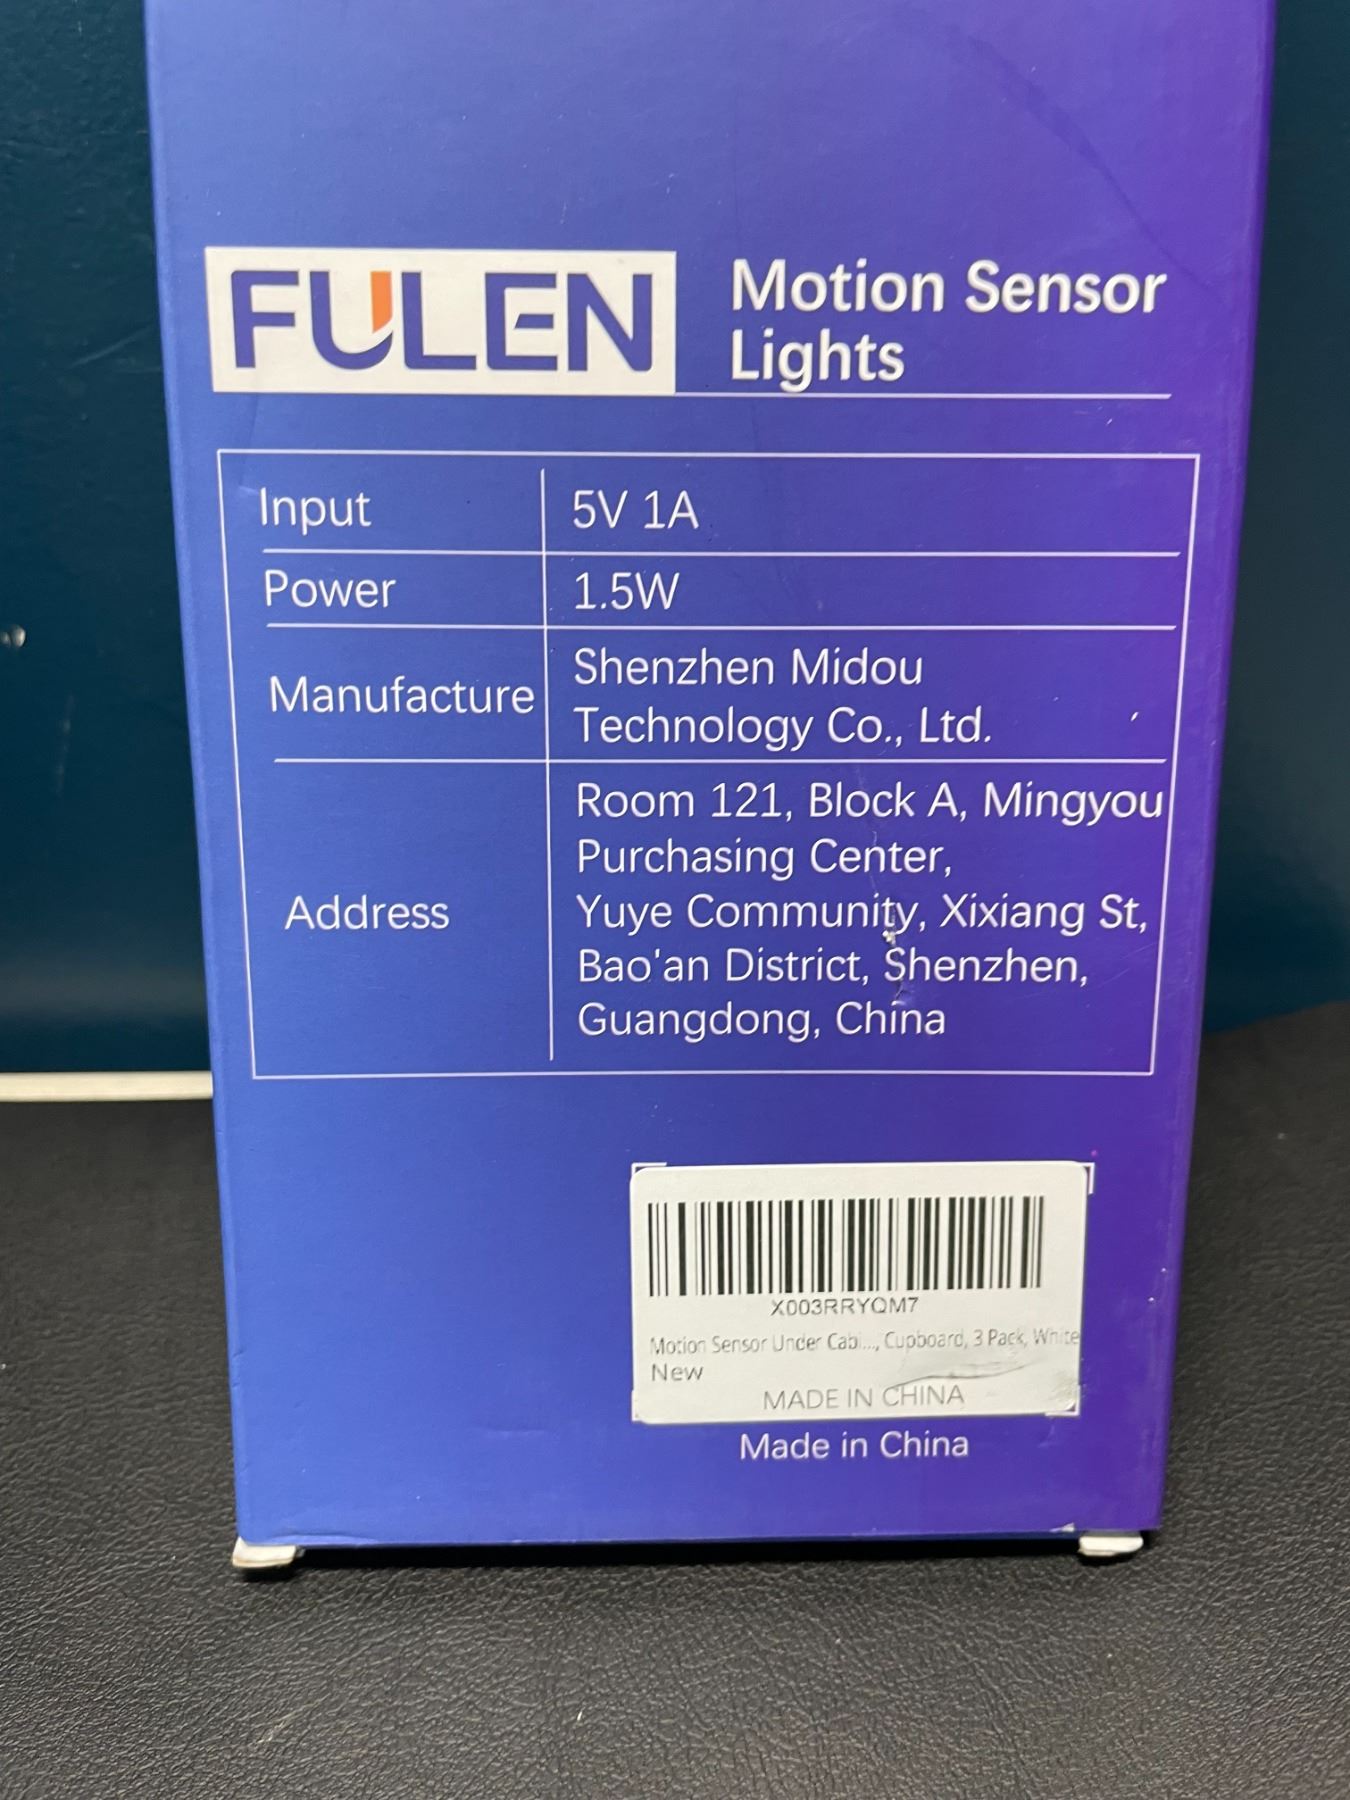 FULEN
Motion Sensor
Lights
Input 5V 1A
Power 1.5W
Manufacture Shenzhen Midou
Technology Co., Ltd.
Address Room 121, Block A, Mingyou
Purchasing Center,
Yuye Community, Xixiang St,
Bao'an District, Shenzhen,
Guangdong, China
X003RRYQM7
Motion Sensor Under Cabi..., Cupboard, 3 Pack, White
New
MADE IN CHINA
Made in China